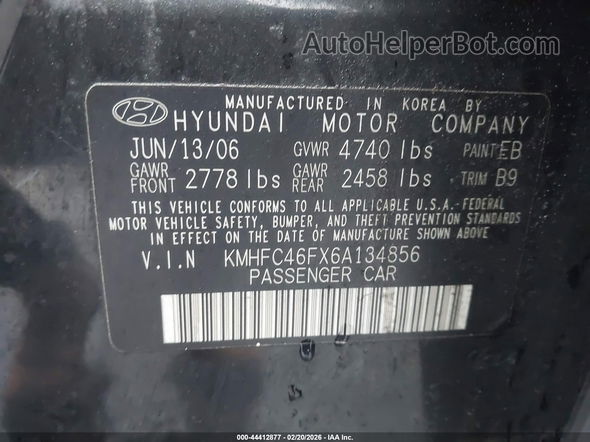 AutoHelperBot.com
MANUFACTURED IN KOREA BY
HYUNDAI MOTOR COMPANY
JUN/13/06 GVWR 4740 lbs PAINT EB
GAWR FRONT 2778 lbs GAWR REAR 2458 lbs TRIM B9
THIS VEHICLE CONFORMS TO ALL APPLICABLE U.S.A.-FEDERAL
MOTOR VEHICLE SAFETY, BUMPER, AND THEFT PREVENTION STANDARDS
IN EFFECT ON THE DATE OF MANUFACTURE SHOWN ABOVE
V.I.N KMHFC46FX6A134856
PASSENGER CAR
000-44412877 - 02/20/2026 - IAA Inc.